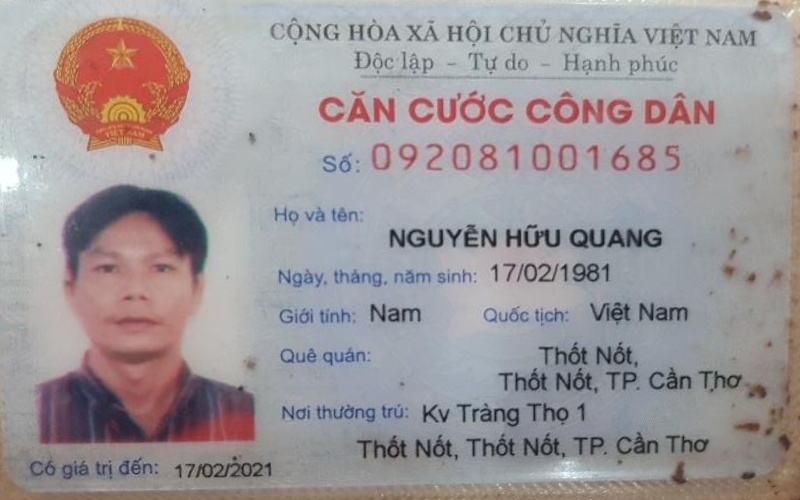 CỘNG HÒA XÃ HỘI CHỦ NGHĨA VIỆT NAM
Độc lập - Tự do - Hạnh phúc
CĂN CƯỚC CÔNG DÂN
Số: 092081001685
Họ và tên:
NGUYỄN HỮU QUANG
Ngày, tháng, năm sinh: 17/02/1981
Giới tính: Nam Quốc tịch: Việt Nam
Quê quán: Thốt Nốt,
Thốt Nốt, TP. Cần Thơ
Nơi thường trú: Kv Tràng Thọ 1
Thốt Nốt, Thốt Nốt, TP. Cần Thơ
Có giá trị đến: 17/02/2021